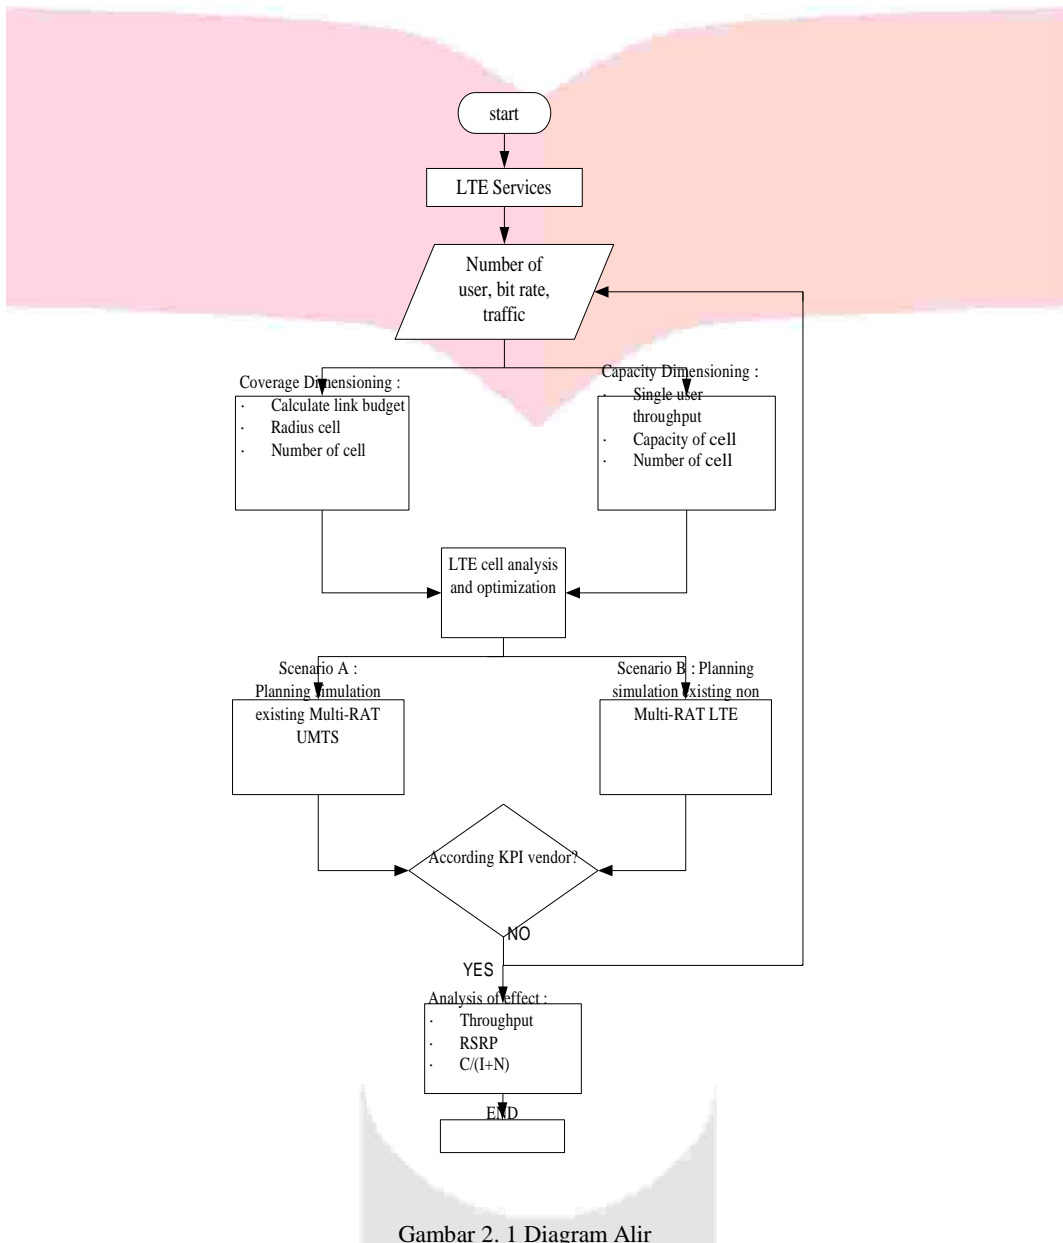 start
LTE Services
Number of
user, bit rate,
traffic
Coverage Dimensioning :
· Calculate link budget
· Radius cell
· Number of cell
Capacity Dimensioning :
· Single user
throughput
· Capacity of cell
· Number of cell
LTE cell analysis
and optimization
Scenario A :
Planning simulation
existing Multi-RAT
UMTS
Scenario B : Planning
simulation existing non
Multi-RAT LTE
According KPI vendor?
NO
YES
Analysis of effect :
· Throughput
· RSRP
· C/(I+N)
END
Gambar 2. 1 Diagram Alir